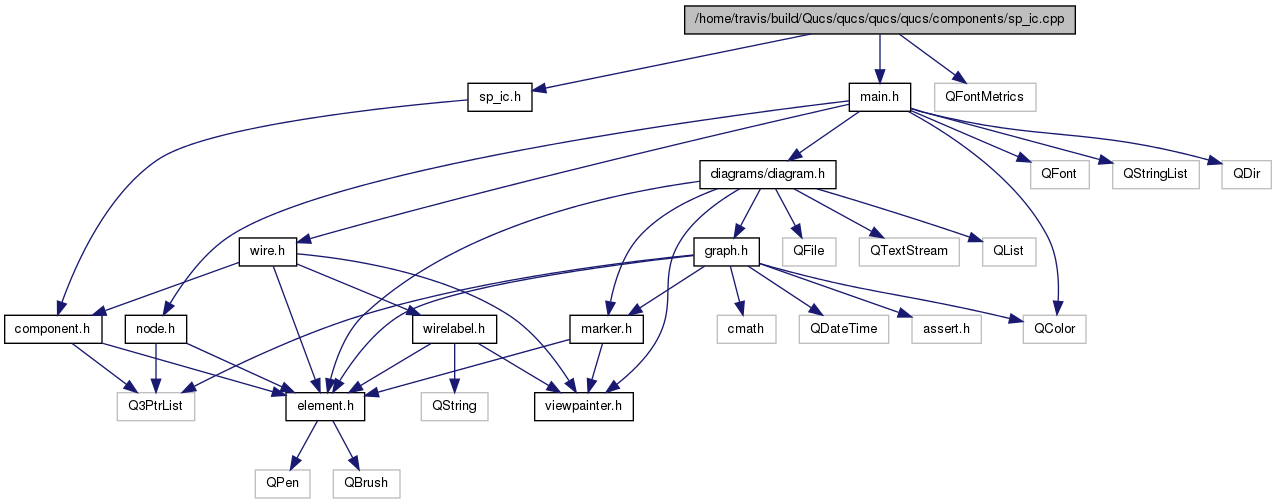 /home/travis/build/Qucs/qucs/qucs/qucs/components/sp_ic.cpp
sp_ic.h
main.h
QFontMetrics
diagrams/diagram.h
QFont
QStringList
QDir
wire.h
graph.h
QFile
QTextStream
QList
component.h
node.h
wirelabel.h
marker.h
cmath
QDateTime
assert.h
QColor
Q3PtrList
element.h
QString
viewpainter.h
QPen
QBrush